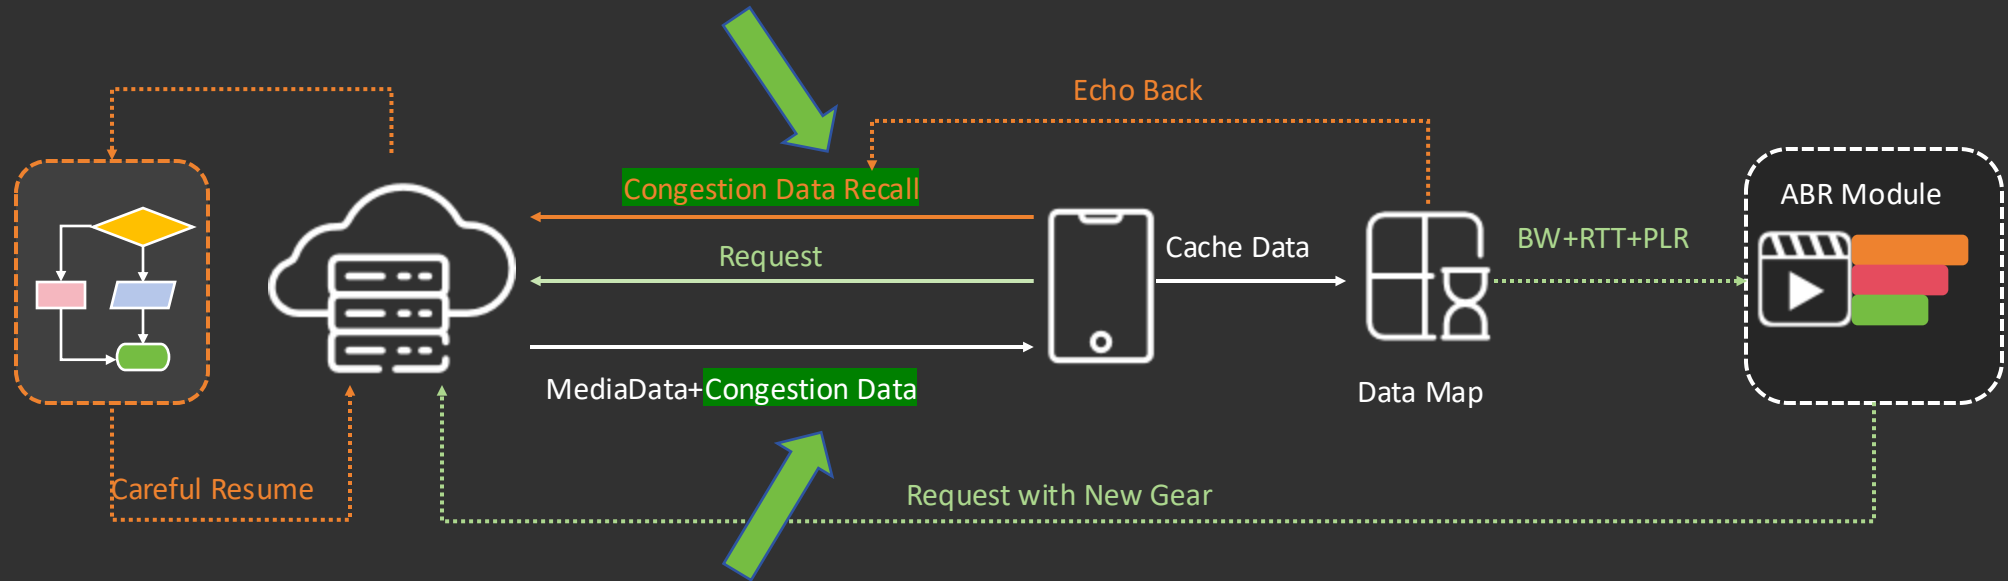 Echo Back
Congestion Data Recall
ABR Module
Request
Cache Data
BW+RTT+PLR
MediaData+Congestion Data
Data Map
Careful Resume
Request with New Gear